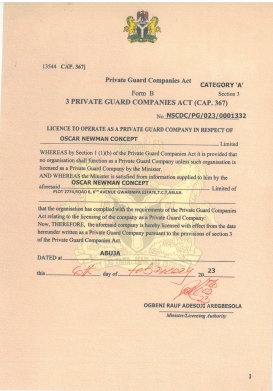 13544 CAP. 367]
Private Guard Companies Act
CATEGORY 'A'
Form B
Section 3
3 PRIVATE GUARD COMPANIES ACT (CAP. 367)
No. NSCDC/PG/023/0001332
LICENCE TO OPERATE AS A PRIVATE GUARD COMPANY IN RESPECT OF
OSCAR NEWMAN CONCEPT
Limited
WHEREAS by Section 1 (1)(b) of the Private Guard Companies Act it is provided that
no organisation shall function as a Private Guard Company unless such organisation is
licensed as a Private Guard Company by the Minister.
AND WHEREAS the Minister is satisfied from information supplied to him by the
aforesaid OSCAR NEWMAN CONCEPT Limited of
PLOT 2274,ROAD 6, 6TH AVENUE GWARINPA ESTATE, F.C.T,ABUJA.
that the organisation has complied with the requirements of the Private Guard Companies
Act relating to the licensing of the company as a Private Guard Company:
Now, THEREFORE, the aforesaid company is hereby licensed with effect from the date
hereunder written as a Private Guard Company pursuant to the provisions of section 3
of the Private Guard Companies Act.
DATED at ABUJA
this 6th day of February 20 23
OGBENI RAUF ADESOJI AREGBESOLA
Minister/Licensing Authority
1